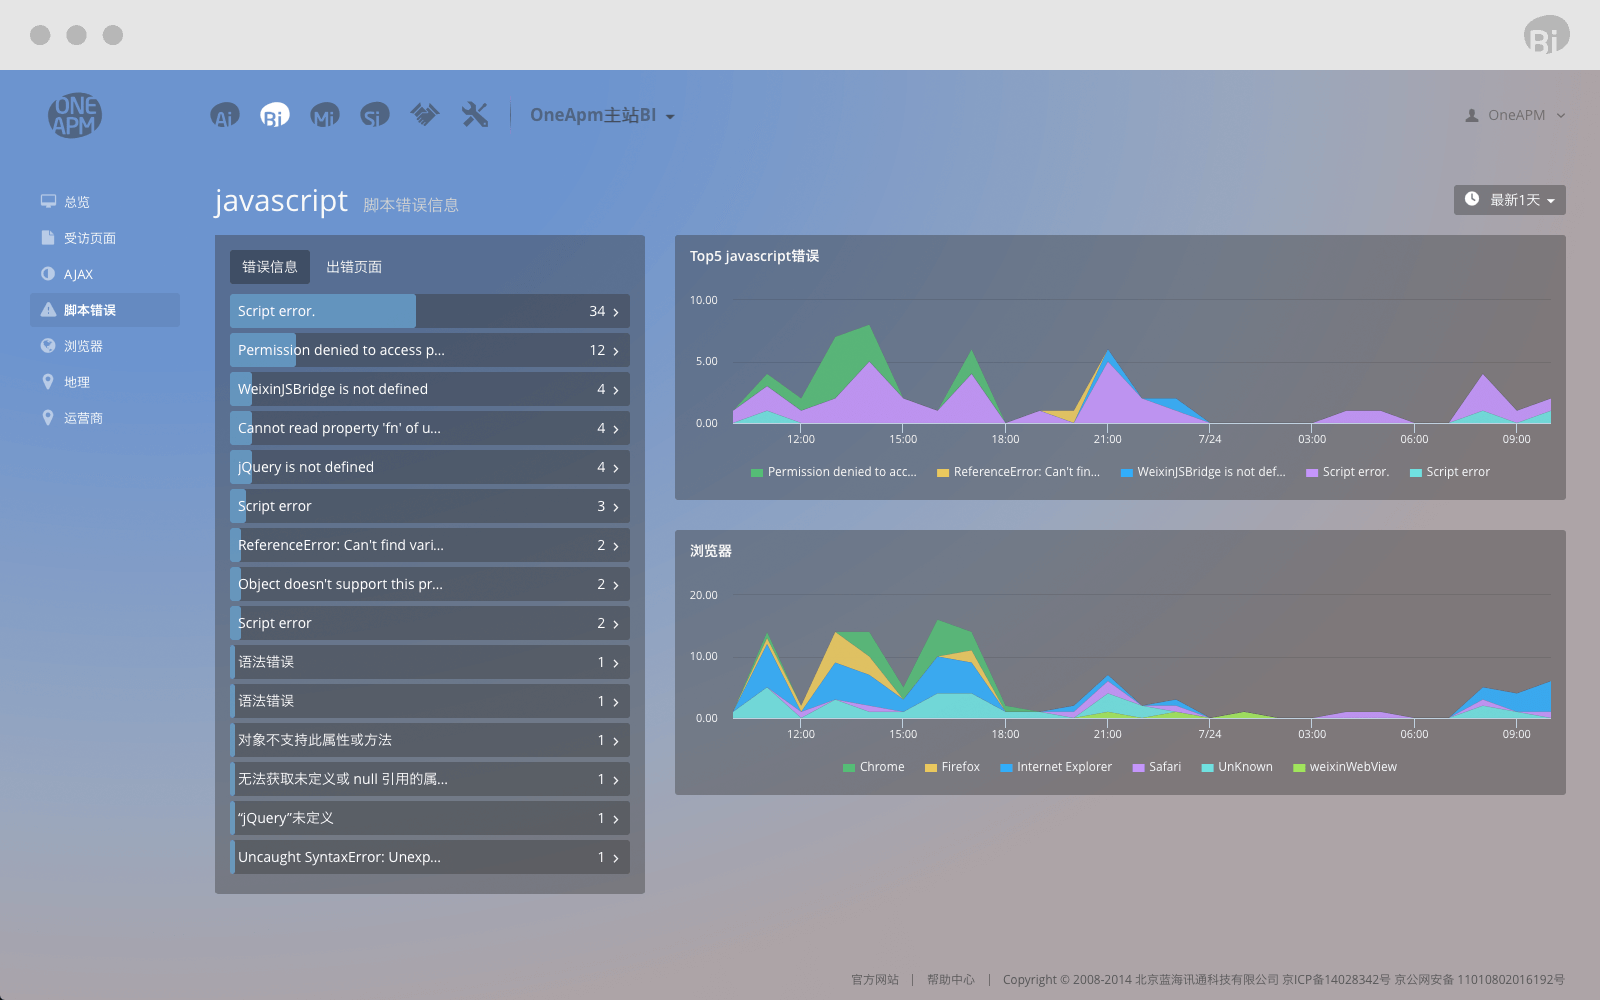 Bi
ONE
APM
Ai Bi Mi Si OneApm主站BI
OneAPM
javascript 脚本错误信息
最新1天
总览
受访页面
AJAX
脚本错误
浏览器
地理
运营商
错误信息 出错页面
Script error. 34
Permission denied to access p... 12
WeixinJSBridge is not defined 4
Cannot read property 'fn' of u... 4
jQuery is not defined 4
Script error 3
ReferenceError: Can't find vari... 2
Object doesn't support this pr... 2
Script error 2
语法错误 1
语法错误 1
对象不支持此属性或方法 1
无法获取未定义或 null 引用的属... 1
“jQuery”未定义 1
Uncaught SyntaxError: Unexp... 1
Top5 javascript错误
10.00
5.00
0.00
12:00 15:00 18:00 21:00 7/24 03:00 06:00 09:00
Permission denied to acc... ReferenceError: Can't fin... WeixinJSBridge is not def... Script error. Script error
浏览器
20.00
10.00
0.00
12:00 15:00 18:00 21:00 7/24 03:00 06:00 09:00
Chrome Firefox Internet Explorer Safari UnKnown weixinWebView
官方网站 | 帮助中心 | Copyright © 2008-2014 北京蓝海讯通科技有限公司 京ICP备14028342号 京公网安备 11010802016192号